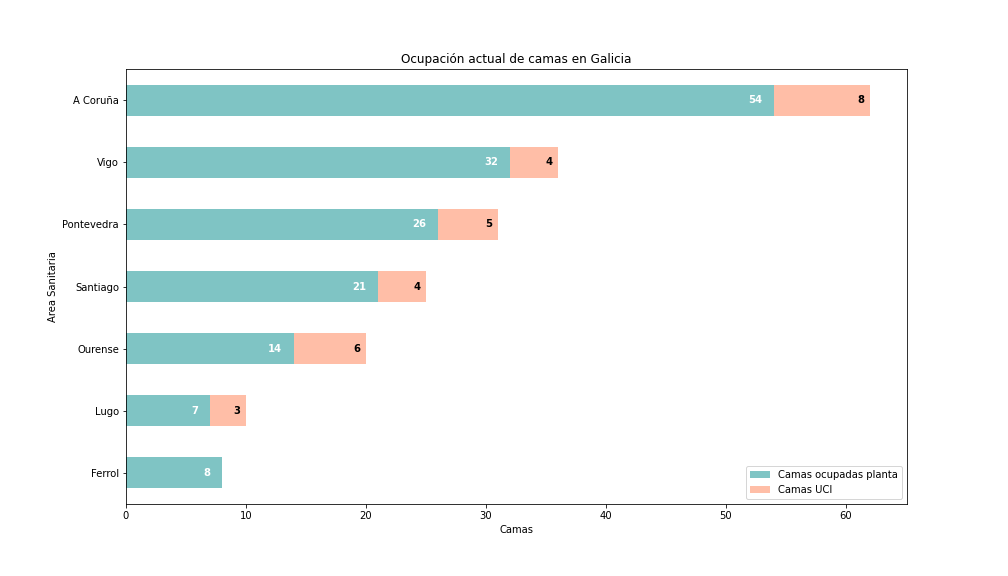 Ocupación actual de camas en Galicia
A Coruña
54
8
Vigo
32
4
Pontevedra
26
5
Santiago
21
4
Ourense
14
6
Lugo
7
3
Ferrol
8
Area Sanitaria
Camas ocupadas planta
Camas UCI
0 10 20 30 40 50 60
Camas